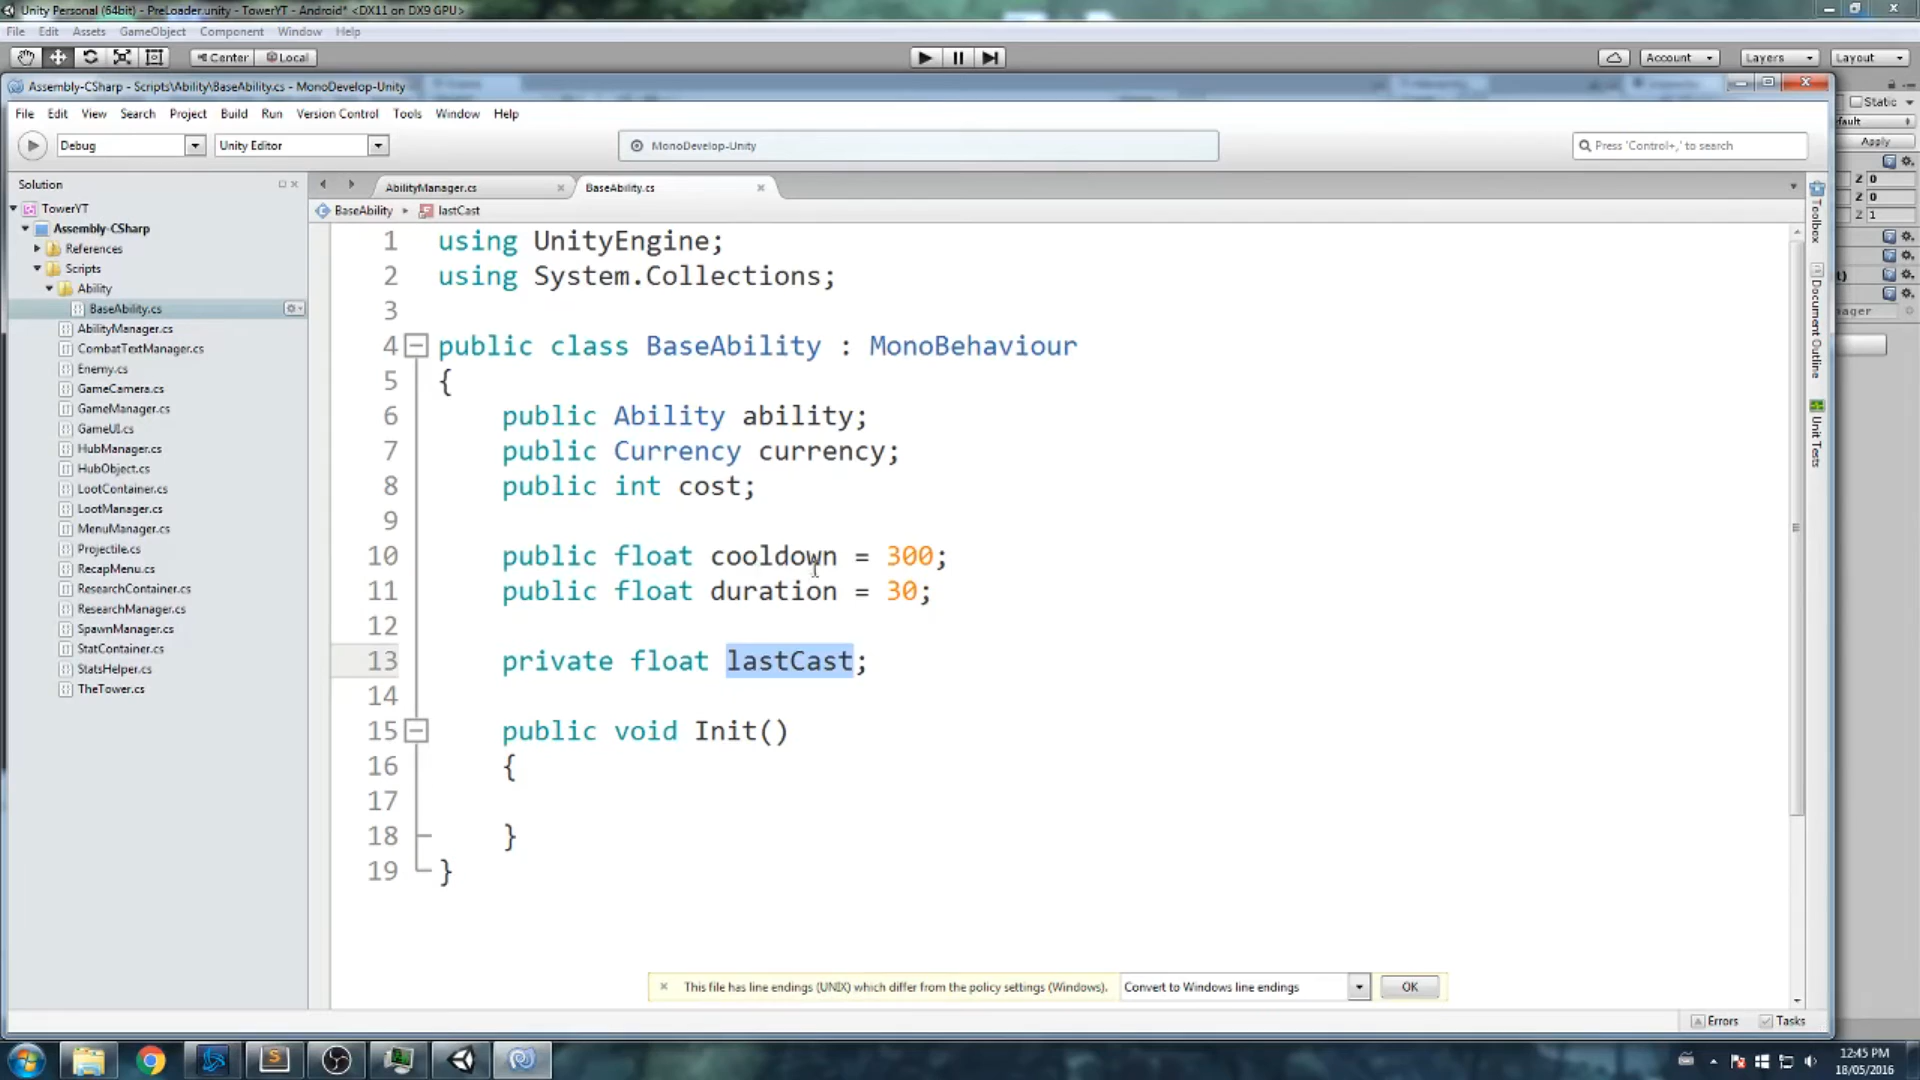 Unity Personal (64bit) - PreLoader.unity - TowerYT - Android* <DX11 on DX9 GPU>
File Edit Assets GameObject Component Window Help
Center Local Account Layers Layout
Assembly-CSharp - Scripts\Ability\BaseAbility.cs - MonoDevelop-Unity
Static
File Edit View Search Project Build Run Version Control Tools Window Help
Debug Unity Editor MonoDevelop-Unity Press 'Control+,' to search
Apply
Solution
AbilityManager.cs BaseAbility.cs
BaseAbility lastCast
TowerYT
Assembly-CSharp
References
Scripts
Ability
BaseAbility.cs
AbilityManager.cs
CombatTextManager.cs
Enemy.cs
GameCamera.cs
GameManager.cs
GameUI.cs
HubManager.cs
HubObject.cs
LootContainer.cs
LootManager.cs
MenuManager.cs
Projectile.cs
RecapMenu.cs
ResearchContainer.cs
ResearchManager.cs
SpawnManager.cs
StatContainer.cs
StatsHelper.cs
TheTower.cs
1 using UnityEngine;
2 using System.Collections;
3
4 public class BaseAbility : MonoBehaviour
5 {
6 public Ability ability;
7 public Currency currency;
8 public int cost;
9
10 public float cooldown = 300;
11 public float duration = 30;
12
13 private float lastCast;
14
15 public void Init()
16 {
17
18 }
19 }
Toolbox
Document Outline
Unit Tests
Z 0
Z 0
Z 1
This file has line endings (UNIX) which differ from the policy settings (Windows). Convert to Windows line endings OK
Errors Tasks
12:45 PM
18/05/2016